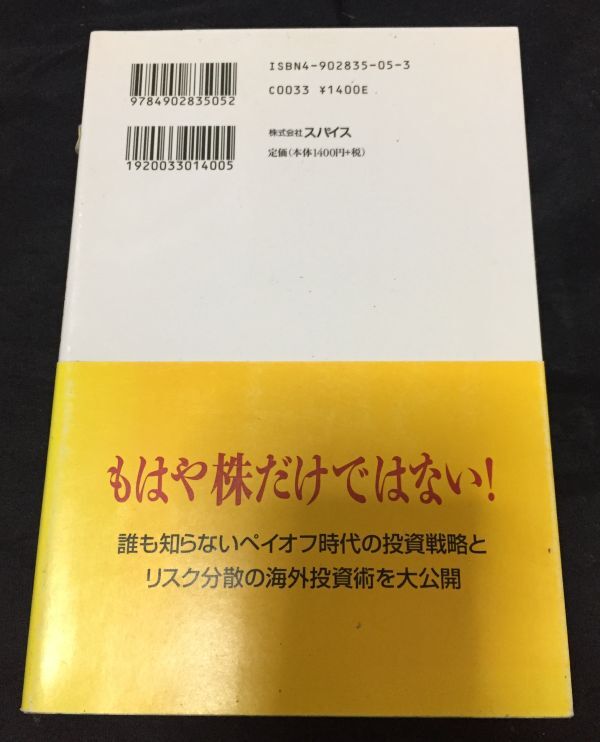 9784902835052
ISBN4-902835-05-3
C0033 ¥1400E
1920033014005
株式会社スパイス
定価(本体1400円+税)
もはや株だけではない!
誰も知らないペイオフ時代の投資戦略と
リスク分散の海外投資術を大公開